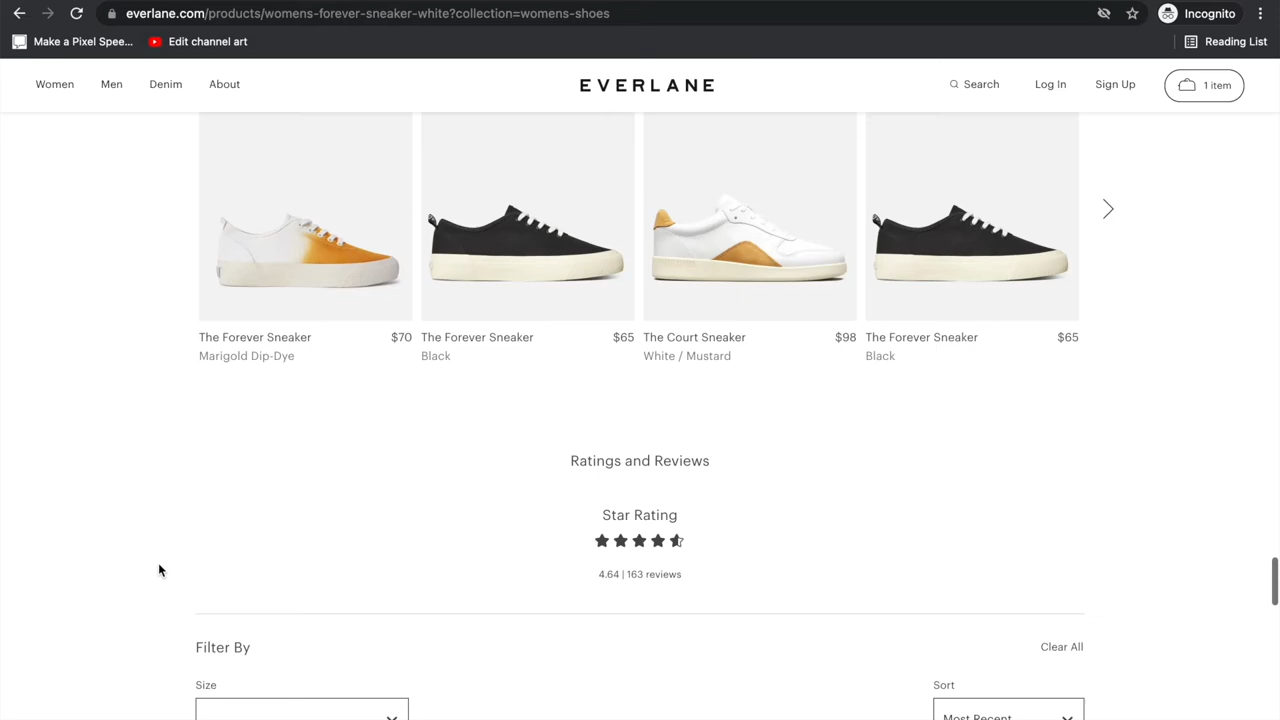 everlane.com/products/womens-forever-sneaker-white?collection=womens-shoes
Incognito
Make a Pixel Spee...
Edit channel art
Reading List
Women
Men
Denim
About
EVERLANE
Search
Log In
Sign Up
1 item
The Forever Sneaker $70
Marigold Dip-Dye
The Forever Sneaker $65
Black
The Court Sneaker $98
White / Mustard
The Forever Sneaker $65
Black
Ratings and Reviews
Star Rating
4.64 | 163 reviews
Filter By
Clear All
Size
Sort
Most Recent